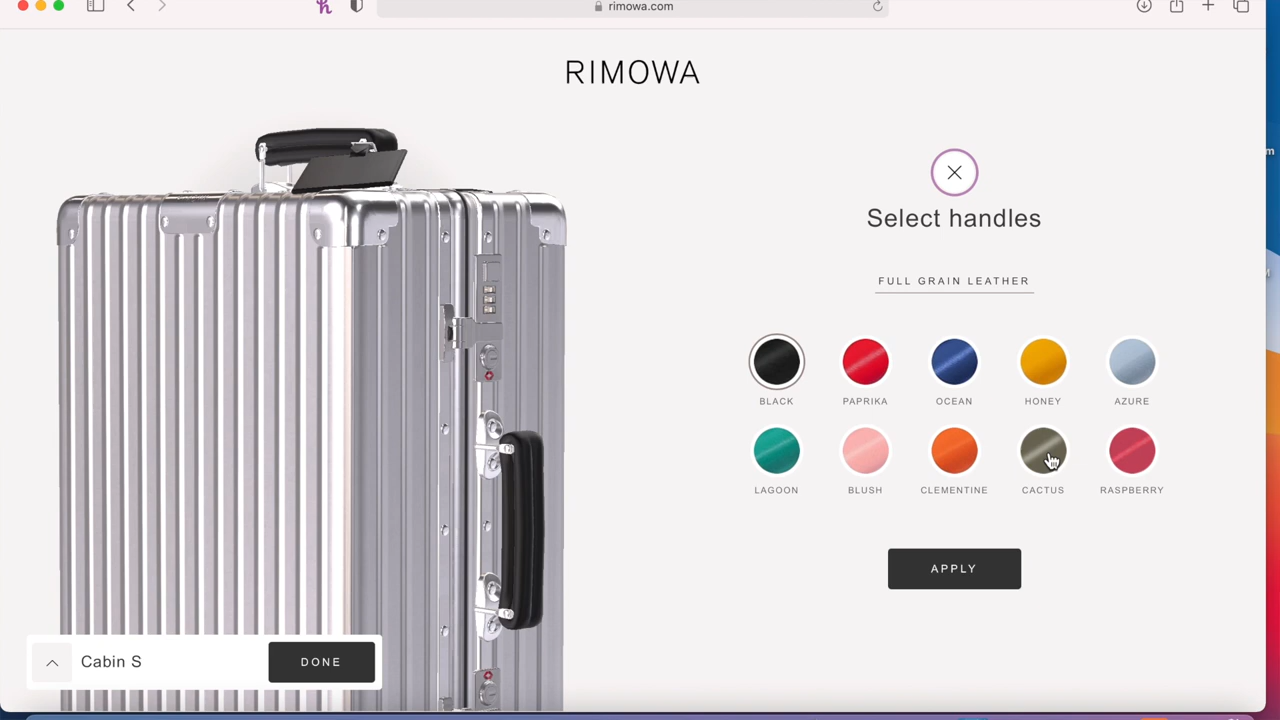 rimowa.com
RIMOWA
Select handles
FULL GRAIN LEATHER
BLACK
PAPRIKA
OCEAN
HONEY
AZURE
LAGOON
BLUSH
CLEMENTINE
CACTUS
RASPBERRY
APPLY
Cabin S
DONE